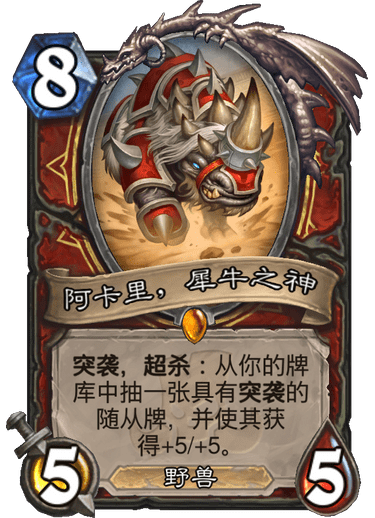 8
阿卡里，犀牛之神
突袭，超杀：从你的牌
库中抽一张具有突袭的
随从牌，并使其获
得+5/+5。
5
野兽
5